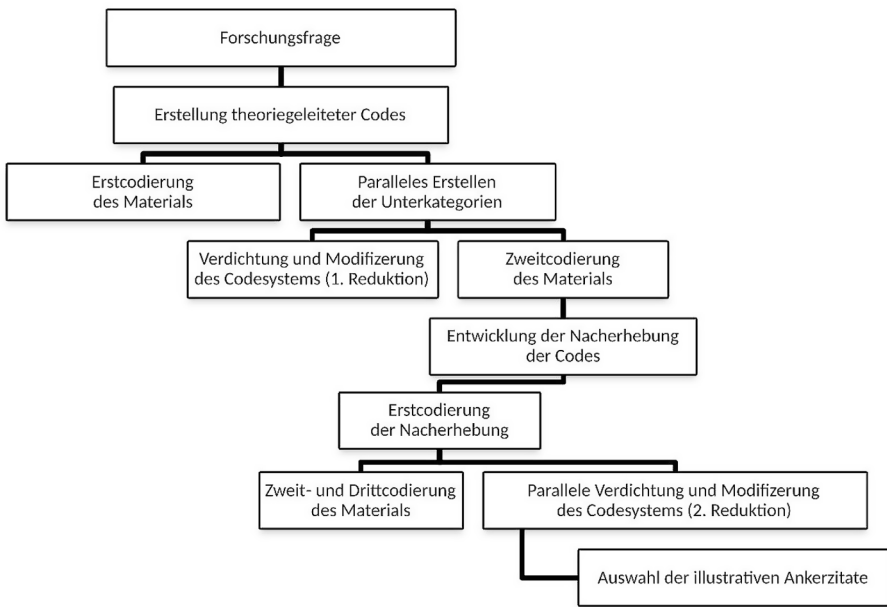 Forschungsfrage
Erstellung theoriegeleiteter Codes
Erstcodierung
des Materials
Paralleles Erstellen
der Unterkategorien
Verdichtung und Modifizerung
des Codesystems (1. Reduktion)
Zweitcodierung
des Materials
Entwicklung der Nacherhebung
der Codes
Erstcodierung
der Nacherhebung
Zweit- und Drittcodierung
des Materials
Parallele Verdichtung und Modifizerung
des Codesystems (2. Reduktion)
Auswahl der illustrativen Ankerzitate